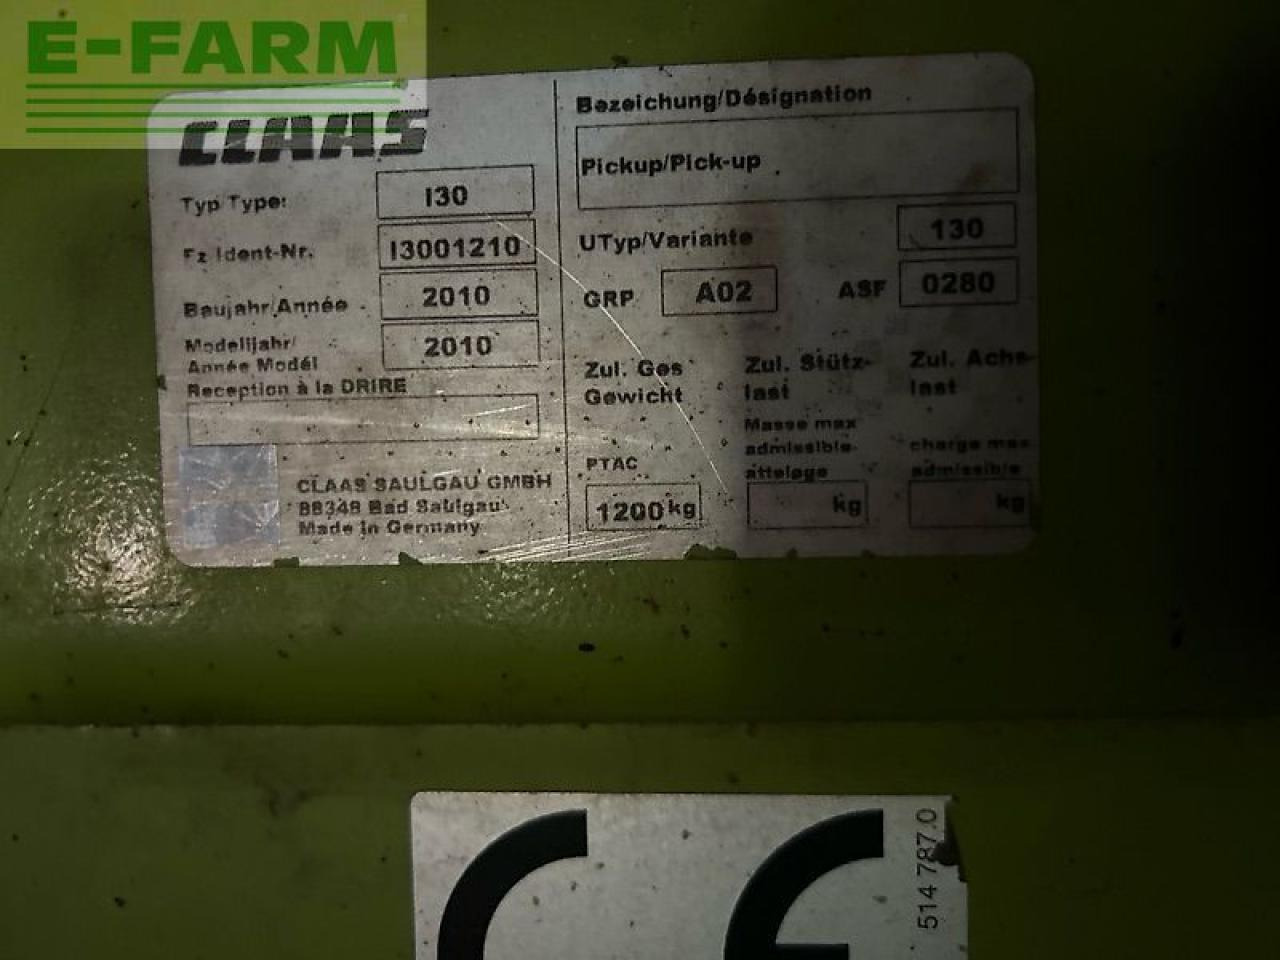 E-FARM
CLAAS
Typ Type: I30
Fz Ident-Nr. I3001210
Baujahr/Année 2010
Modelljahr/
Année Modèl 2010
Reception à la DRIRE
CLAAS SAULGAU GMBH
88348 Bad Saulgau
Made in Germany
Bezeichung/Désignation
Pickup/Pick-up
UTyp/Variante 130
GRP A02 ASF 0280
Zul. Ges Gewicht
PTAC
1200 kg
Zul. Stütz-
last
Masse max
admissible
attelage
kg
Zul. Achs-
last
charge max
admissible
kg
CE
514 787.0